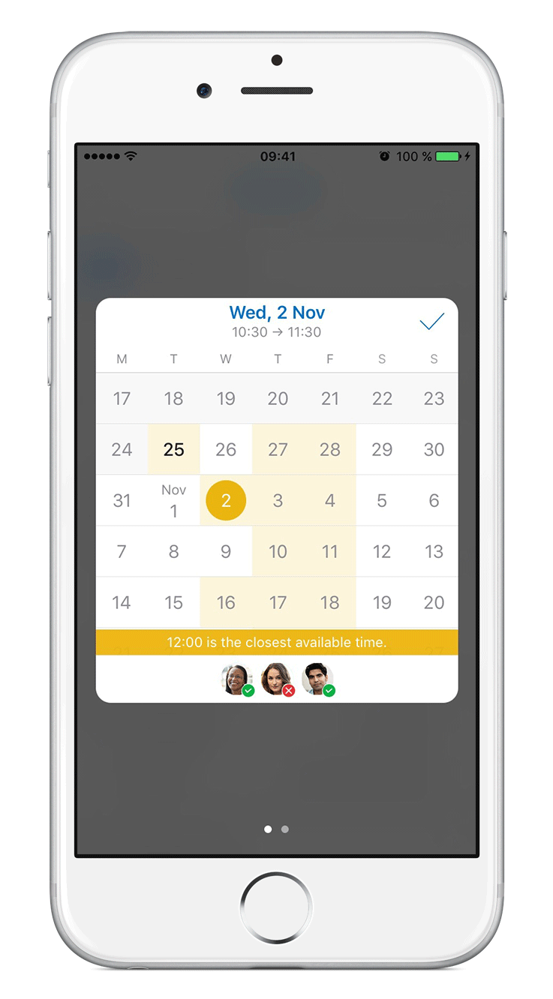 09:41
100 %
Wed, 2 Nov
10:30 → 11:30
M T W T F S S
17 18 19 20 21 22 23
24 25 26 27 28 29 30
Nov
31 1 2 3 4 5 6
7 8 9 10 11 12 13
14 15 16 17 18 19 20
12:00 is the closest available time.